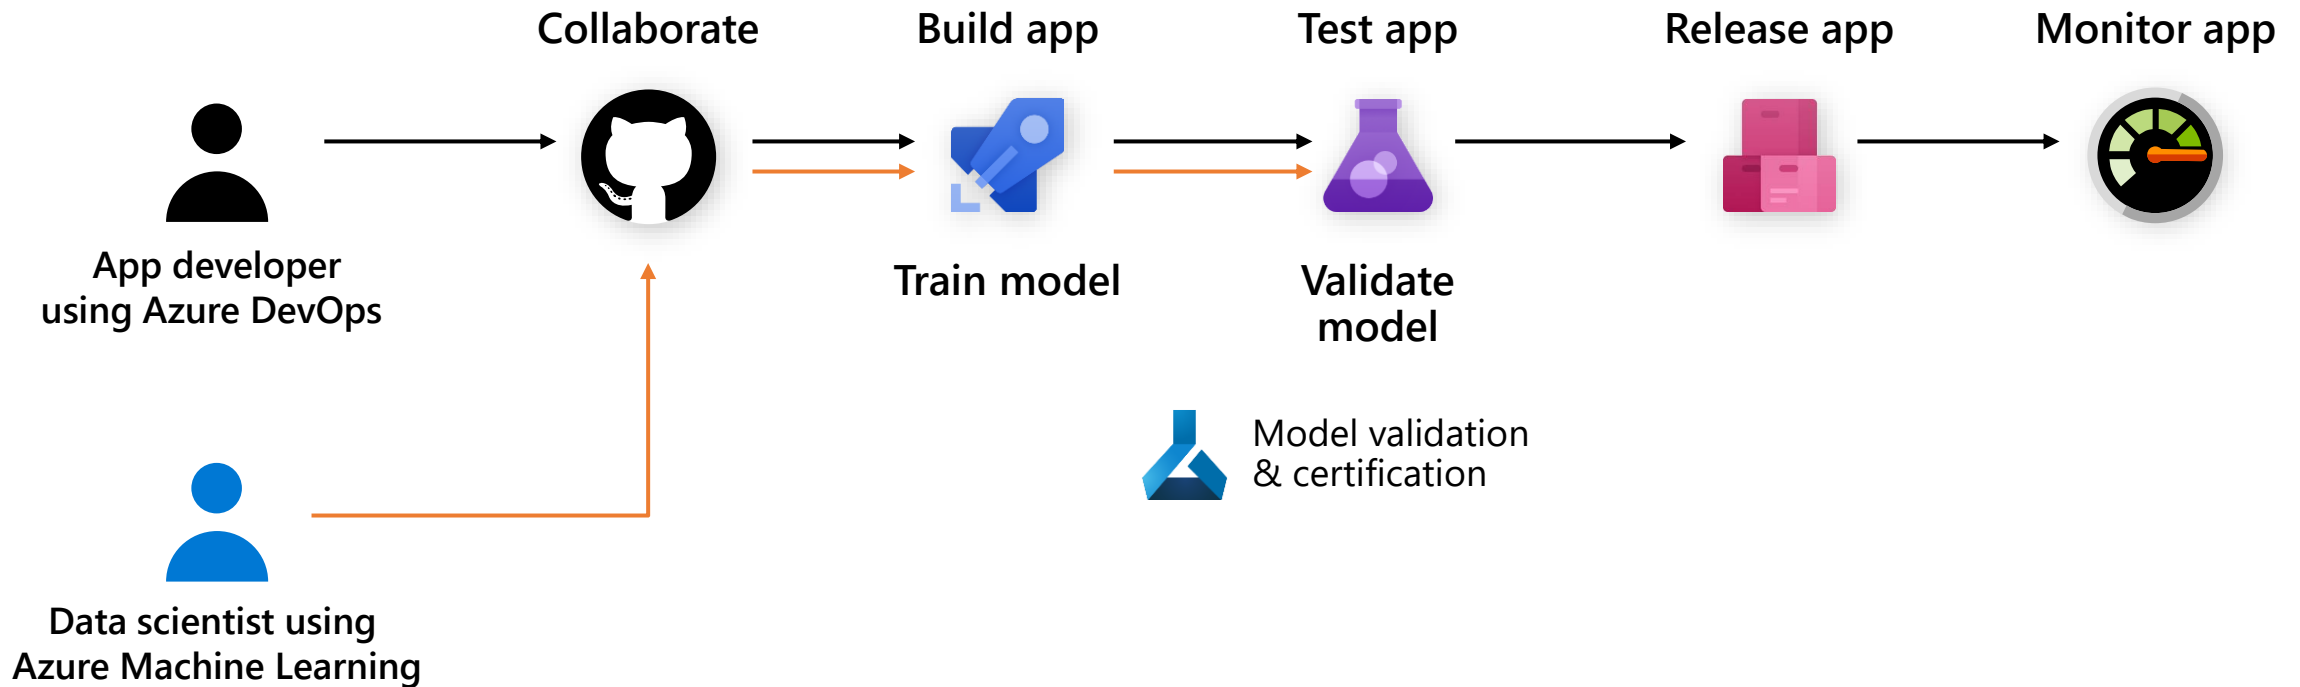 Collaborate
Build app
Test app
Release app
Monitor app
App developer
using Azure DevOps
Train model
Validate
model
Model validation
& certification
Data scientist using
Azure Machine Learning